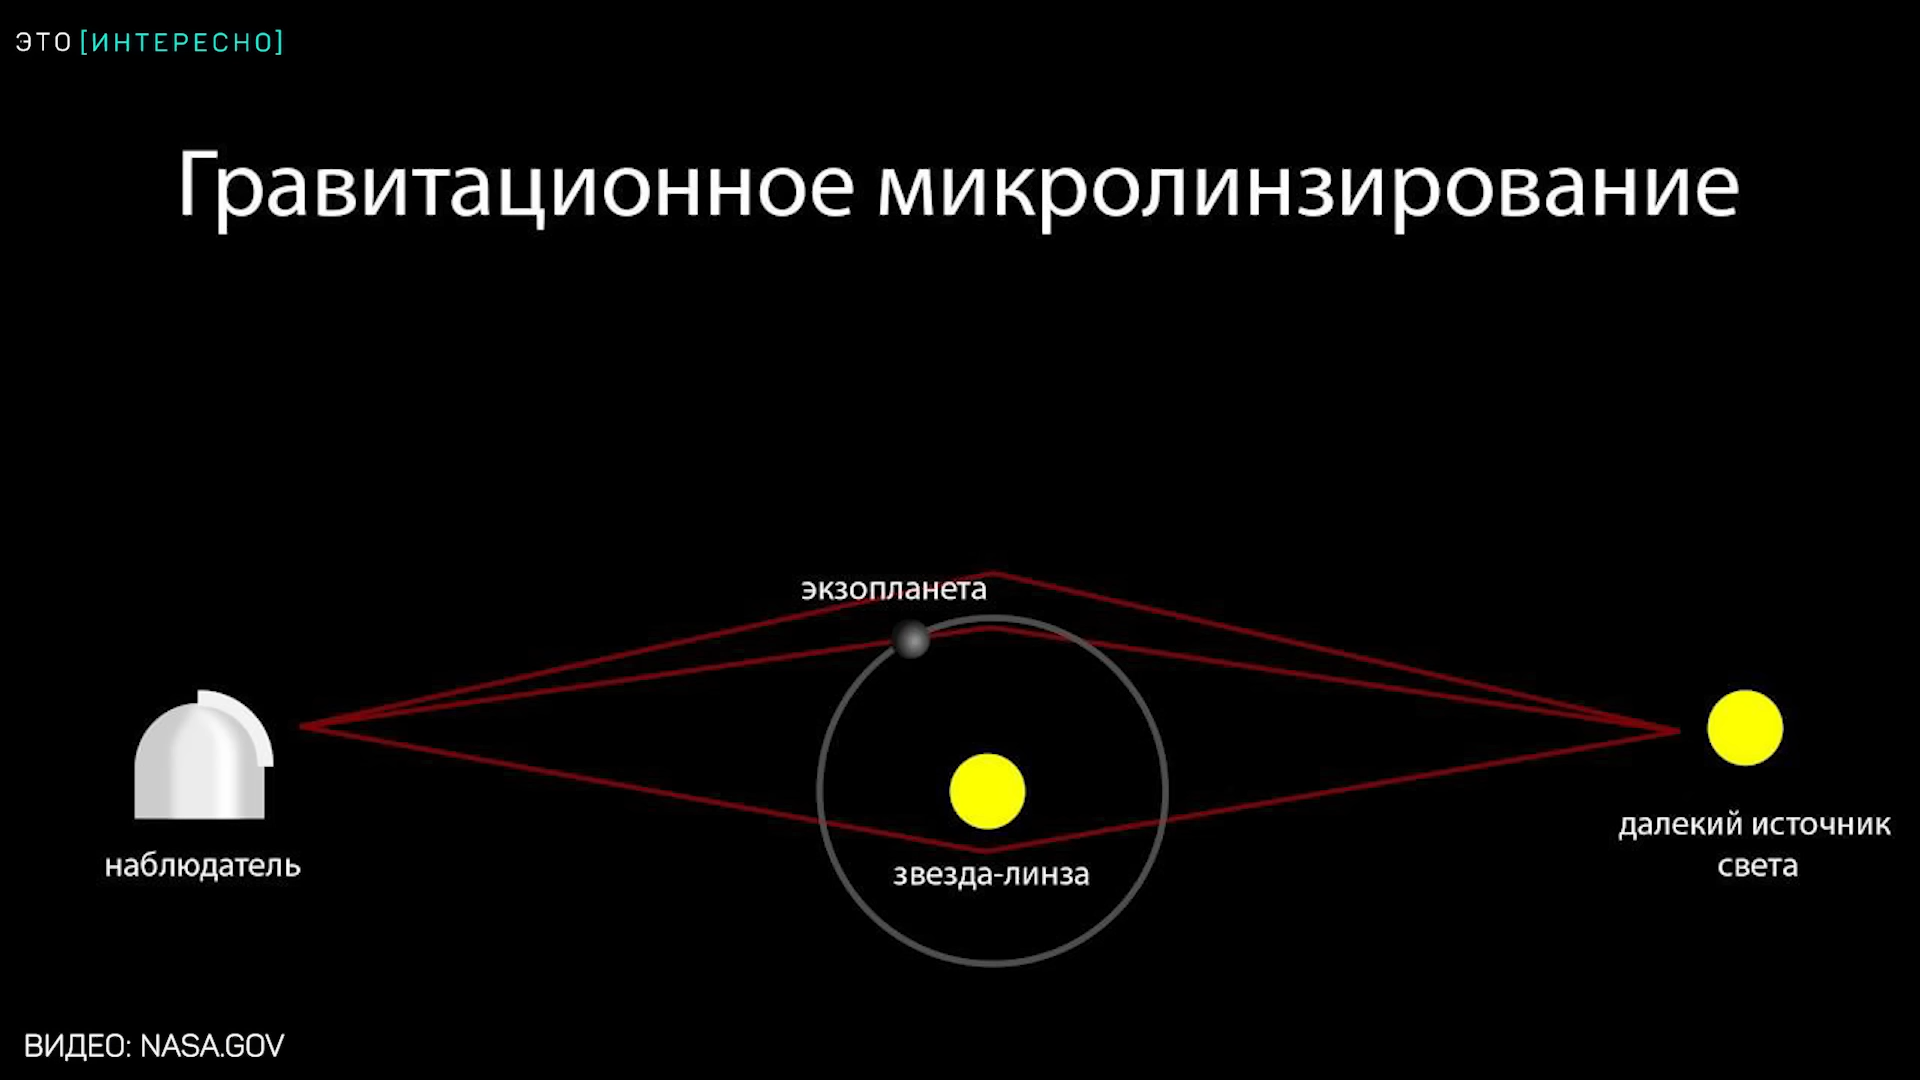 ЭТО [ИНТЕРЕСНО]
Гравитационное микролинзирование
экзопланета
наблюдатель
звезда-линза
далекий источник
света
ВИДЕО: NASA.GOV